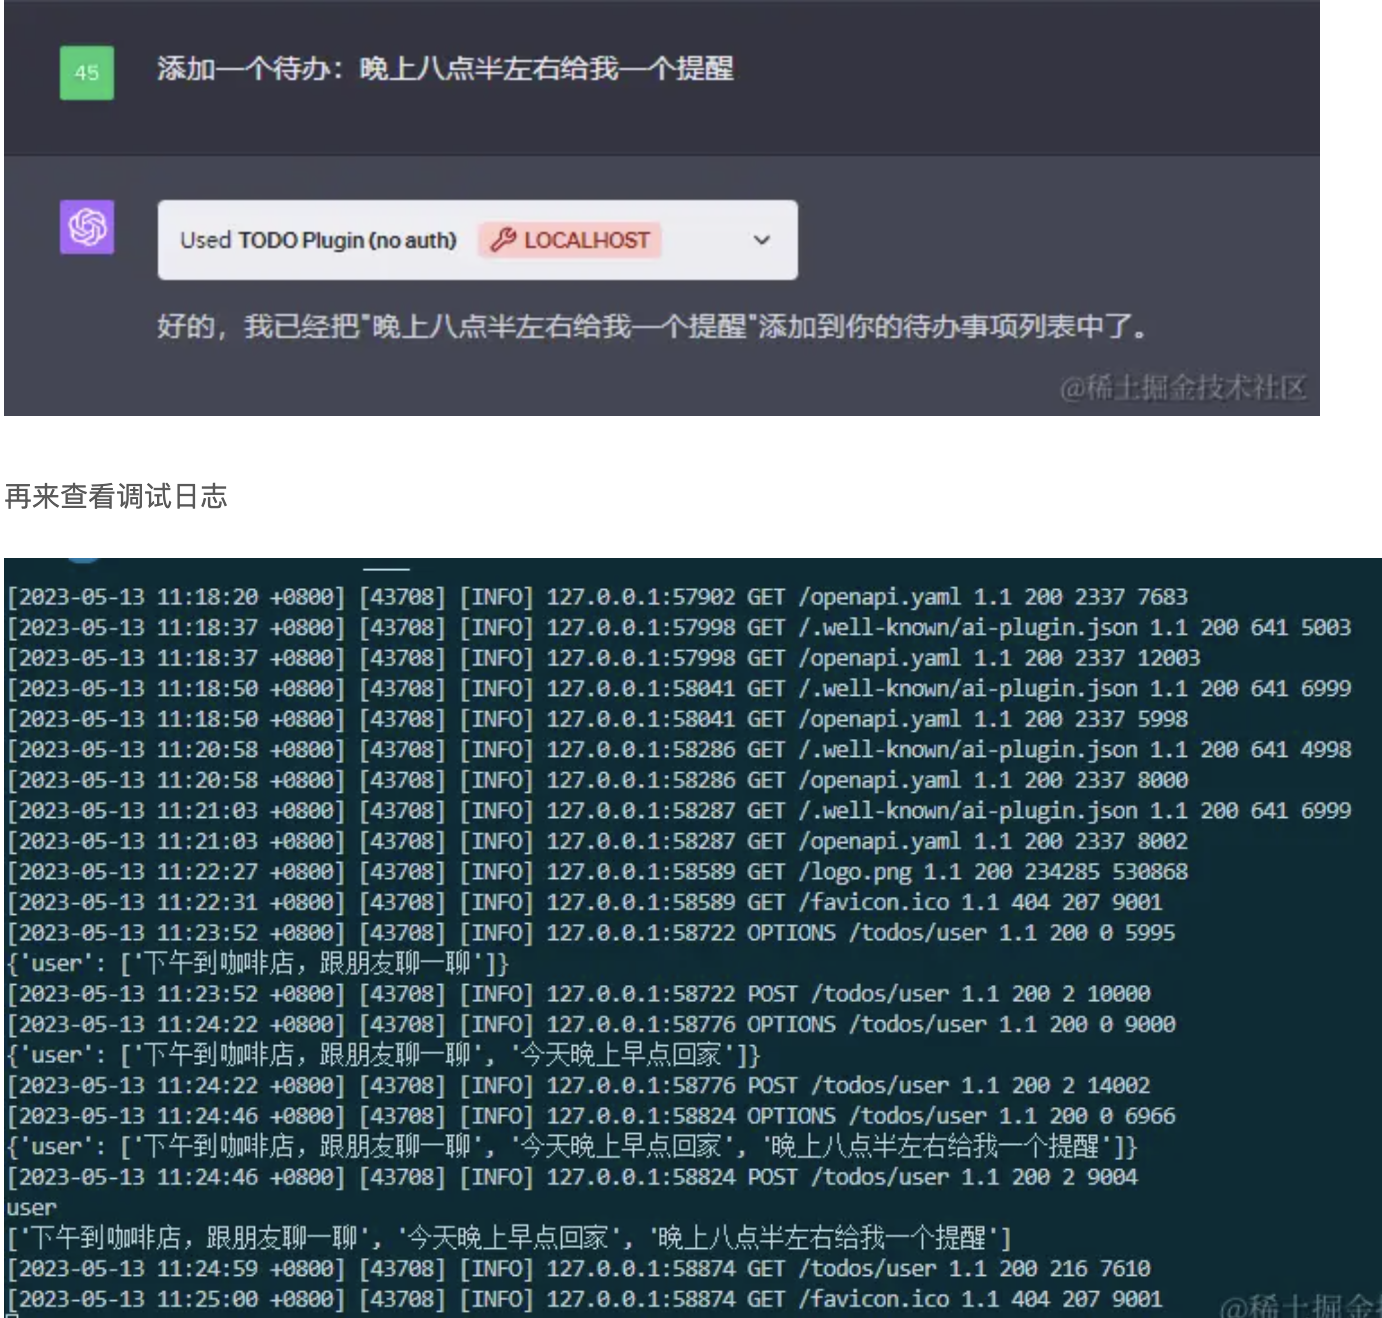 45
添加一个待办：晚上八点半左右给我一个提醒
Used TODO Plugin (no auth) LOCALHOST
好的，我已经把"晚上八点半左右给我一个提醒"添加到你的待办事项列表中了。
@稀土掘金技术社区
再来查看调试日志
[2023-05-13 11:18:20 +0800] [43708] [INFO] 127.0.0.1:57902 GET /openapi.yaml 1.1 200 2337 7683
[2023-05-13 11:18:37 +0800] [43708] [INFO] 127.0.0.1:57998 GET /.well-known/ai-plugin.json 1.1 200 641 5003
[2023-05-13 11:18:37 +0800] [43708] [INFO] 127.0.0.1:57998 GET /openapi.yaml 1.1 200 2337 12003
[2023-05-13 11:18:50 +0800] [43708] [INFO] 127.0.0.1:58041 GET /.well-known/ai-plugin.json 1.1 200 641 6999
[2023-05-13 11:18:50 +0800] [43708] [INFO] 127.0.0.1:58041 GET /openapi.yaml 1.1 200 2337 5998
[2023-05-13 11:20:58 +0800] [43708] [INFO] 127.0.0.1:58286 GET /.well-known/ai-plugin.json 1.1 200 641 4998
[2023-05-13 11:20:58 +0800] [43708] [INFO] 127.0.0.1:58286 GET /openapi.yaml 1.1 200 2337 8000
[2023-05-13 11:21:03 +0800] [43708] [INFO] 127.0.0.1:58287 GET /.well-known/ai-plugin.json 1.1 200 641 6999
[2023-05-13 11:21:03 +0800] [43708] [INFO] 127.0.0.1:58287 GET /openapi.yaml 1.1 200 2337 8002
[2023-05-13 11:22:27 +0800] [43708] [INFO] 127.0.0.1:58589 GET /logo.png 1.1 200 234285 530868
[2023-05-13 11:22:31 +0800] [43708] [INFO] 127.0.0.1:58589 GET /favicon.ico 1.1 404 207 9001
[2023-05-13 11:23:52 +0800] [43708] [INFO] 127.0.0.1:58722 OPTIONS /todos/user 1.1 200 0 5995
{'user': ['下午到咖啡店，跟朋友聊一聊']}
[2023-05-13 11:23:52 +0800] [43708] [INFO] 127.0.0.1:58722 POST /todos/user 1.1 200 2 10000
[2023-05-13 11:24:22 +0800] [43708] [INFO] 127.0.0.1:58776 OPTIONS /todos/user 1.1 200 0 9000
{'user': ['下午到咖啡店，跟朋友聊一聊', '今天晚上早点回家']}
[2023-05-13 11:24:22 +0800] [43708] [INFO] 127.0.0.1:58776 POST /todos/user 1.1 200 2 14002
[2023-05-13 11:24:46 +0800] [43708] [INFO] 127.0.0.1:58824 OPTIONS /todos/user 1.1 200 0 6966
{'user': ['下午到咖啡店，跟朋友聊一聊', '今天晚上早点回家', '晚上八点半左右给我一个提醒']}
[2023-05-13 11:24:46 +0800] [43708] [INFO] 127.0.0.1:58824 POST /todos/user 1.1 200 2 9004
user
['下午到咖啡店，跟朋友聊一聊', '今天晚上早点回家', '晚上八点半左右给我一个提醒']
[2023-05-13 11:24:59 +0800] [43708] [INFO] 127.0.0.1:58874 GET /todos/user 1.1 200 216 7610
[2023-05-13 11:25:00 +0800] [43708] [INFO] 127.0.0.1:58874 GET /favicon.ico 1.1 404 207 9001
@稀土掘金